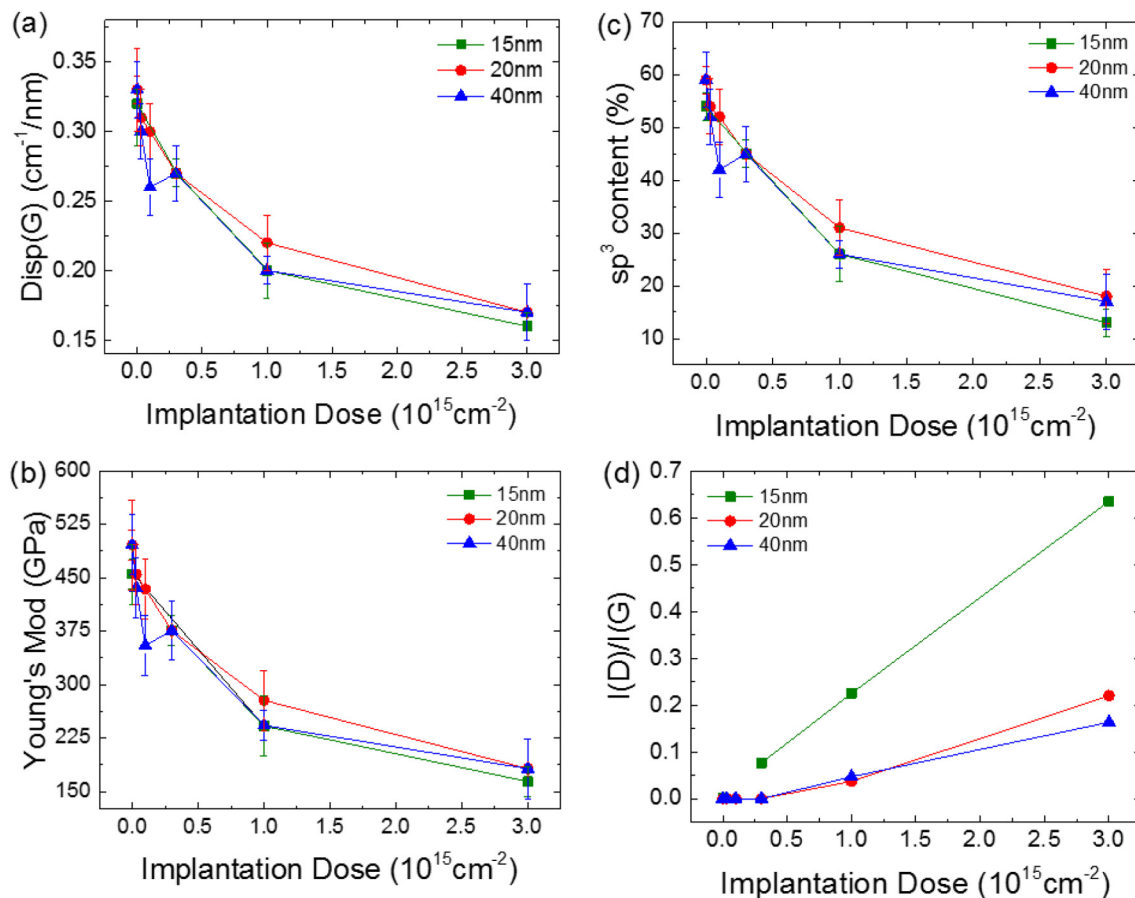 (a)
15nm
20nm
40nm
0.35
0.30
0.25
0.20
0.15
Disp(G) (cm⁻¹/nm)
0.0 0.5 1.0 1.5 2.0 2.5 3.0
Implantation Dose (10¹⁵cm⁻²)
(c)
15nm
20nm
40nm
70
60
50
40
30
20
10
sp³ content (%)
0.0 0.5 1.0 1.5 2.0 2.5 3.0
Implantation Dose (10¹⁵cm⁻²)
(b)
15nm
20nm
40nm
600
525
450
375
300
225
150
Young's Mod (GPa)
0.0 0.5 1.0 1.5 2.0 2.5 3.0
Implantation Dose (10¹⁵cm⁻²)
(d)
15nm
20nm
40nm
0.7
0.6
0.5
0.4
0.3
0.2
0.1
0.0
I(D)/I(G)
0.0 0.5 1.0 1.5 2.0 2.5 3.0
Implantation Dose (10¹⁵cm⁻²)